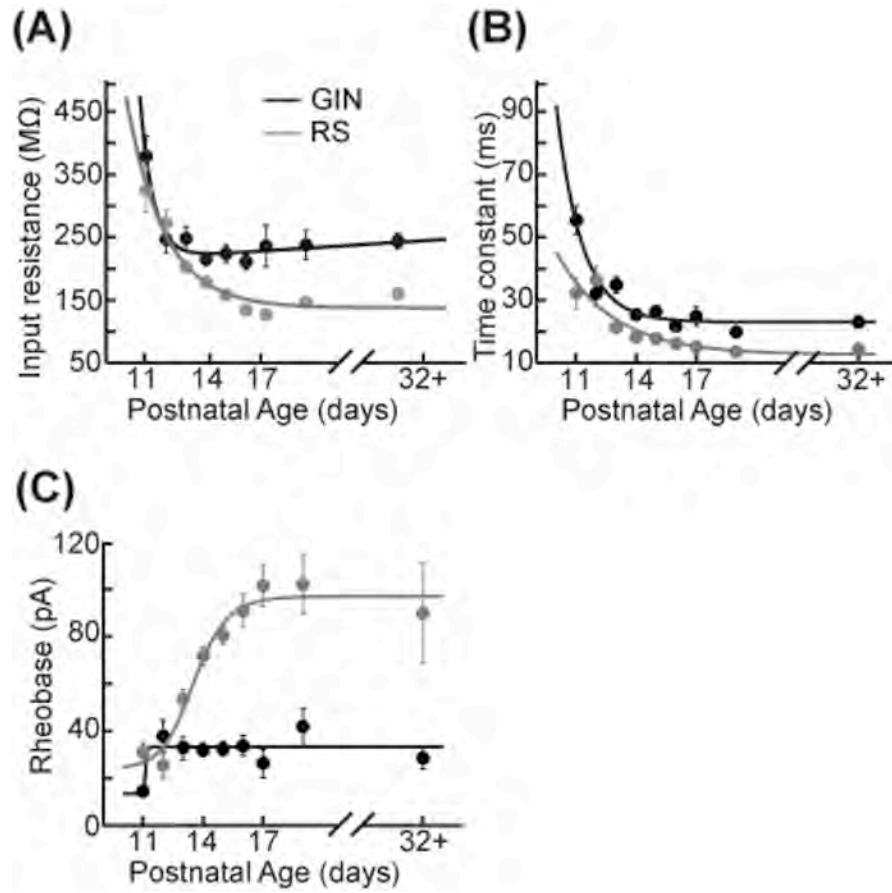 (A)
Input resistance (MΩ)
450
350
250
150
50
11 14 17 32+
Postnatal Age (days)
GIN
RS
(B)
Time constant (ms)
90
70
50
30
10
11 14 17 32+
Postnatal Age (days)
(C)
Rheobase (pA)
120
80
40
0
11 14 17 32+
Postnatal Age (days)